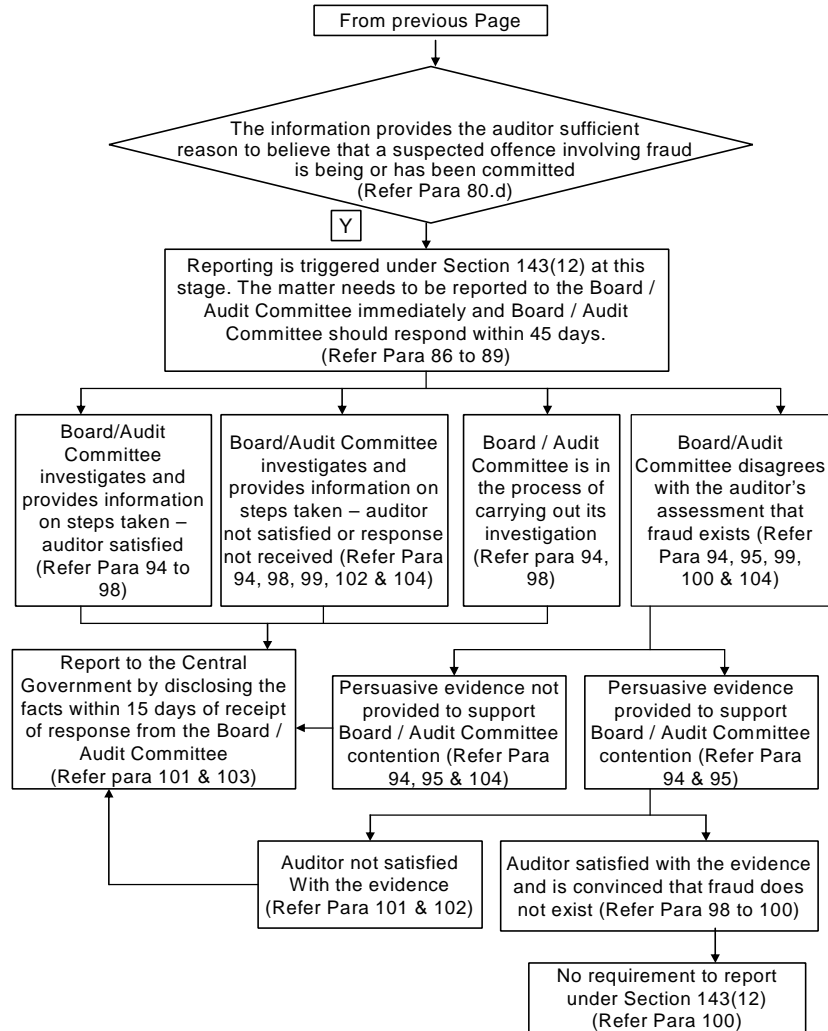 From previous Page
The information provides the auditor sufficient
reason to believe that a suspected offence involving fraud
is being or has been committed
(Refer Para 80.d)
Y
Reporting is triggered under Section 143(12) at this
stage. The matter needs to be reported to the Board /
Audit Committee immediately and Board / Audit
Committee should respond within 45 days.
(Refer Para 86 to 89)
Board/Audit
Committee
investigates and
provides information
on steps taken –
auditor satisfied
(Refer Para 94 to
98)
Board/Audit Committee
investigates and
provides information on
steps taken – auditor
not satisfied or response
not received (Refer Para
94, 98, 99, 102 & 104)
Board / Audit
Committee is in
the process of
carrying out its
investigation
(Refer para 94,
98)
Board/Audit
Committee disagrees
with the auditor's
assessment that
fraud exists (Refer
Para 94, 95, 99,
100 & 104)
Report to the Central
Government by disclosing the
facts within 15 days of receipt
of response from the Board /
Audit Committee
(Refer para 101 & 103)
Persuasive evidence not
provided to support
Board / Audit Committee
contention (Refer Para
94, 95 & 104)
Persuasive evidence
provided to support
Board / Audit Committee
contention (Refer Para
94 & 95)
Auditor not satisfied
With the evidence
(Refer Para 101 & 102)
Auditor satisfied with the evidence
and is convinced that fraud does
not exist (Refer Para 98 to 100)
No requirement to report
under Section 143(12)
(Refer Para 100)